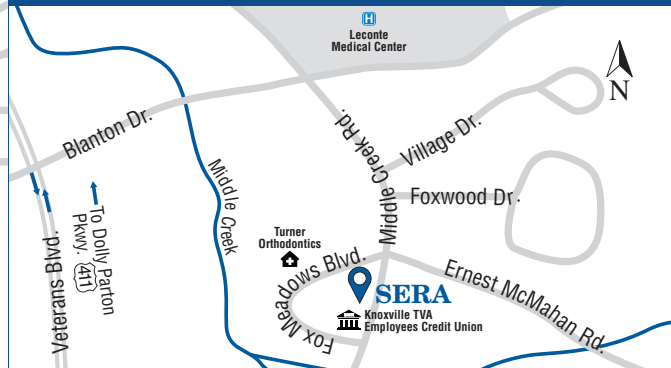 H
Leconte
Medical Center
N
Blanton Dr.
Middle Creek Rd.
Village Dr.
Middle Creek
Foxwood Dr.
To Dolly Parton
Pkwy. 411
Veterans Blvd.
Turner
Orthodontics
Fox Meadows Blvd.
Ernest McMahan Rd.
SERA
Knoxville TVA
Employees Credit Union